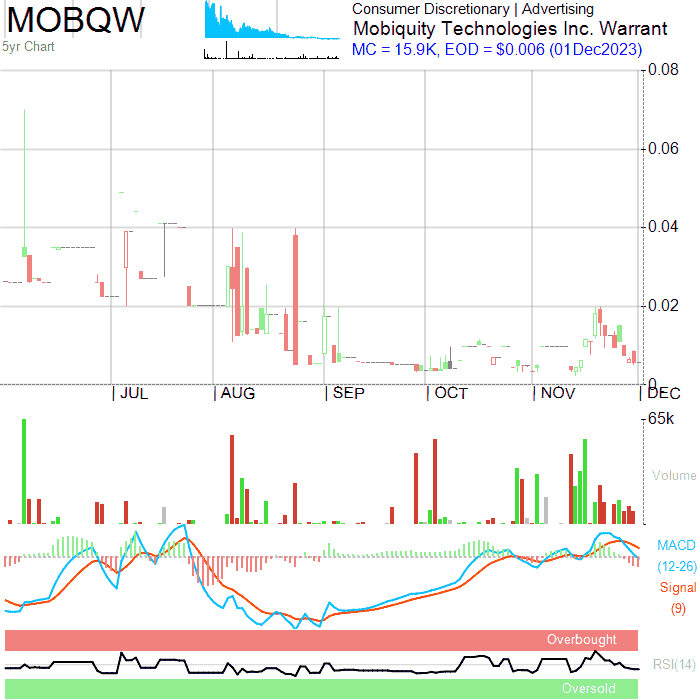 MOBQW
5yr Chart
Consumer Discretionary | Advertising
Mobiquity Technologies Inc. Warrant
MC = 15.9K, EOD = $0.006 (01Dec2023)
0.08
0.06
0.04
0.02
0
JUL
AUG
SEP
OCT
NOV
DEC
65k
Volume
MACD
(12-26)
Signal
(9)
Overbought
RSI(14)
Oversold